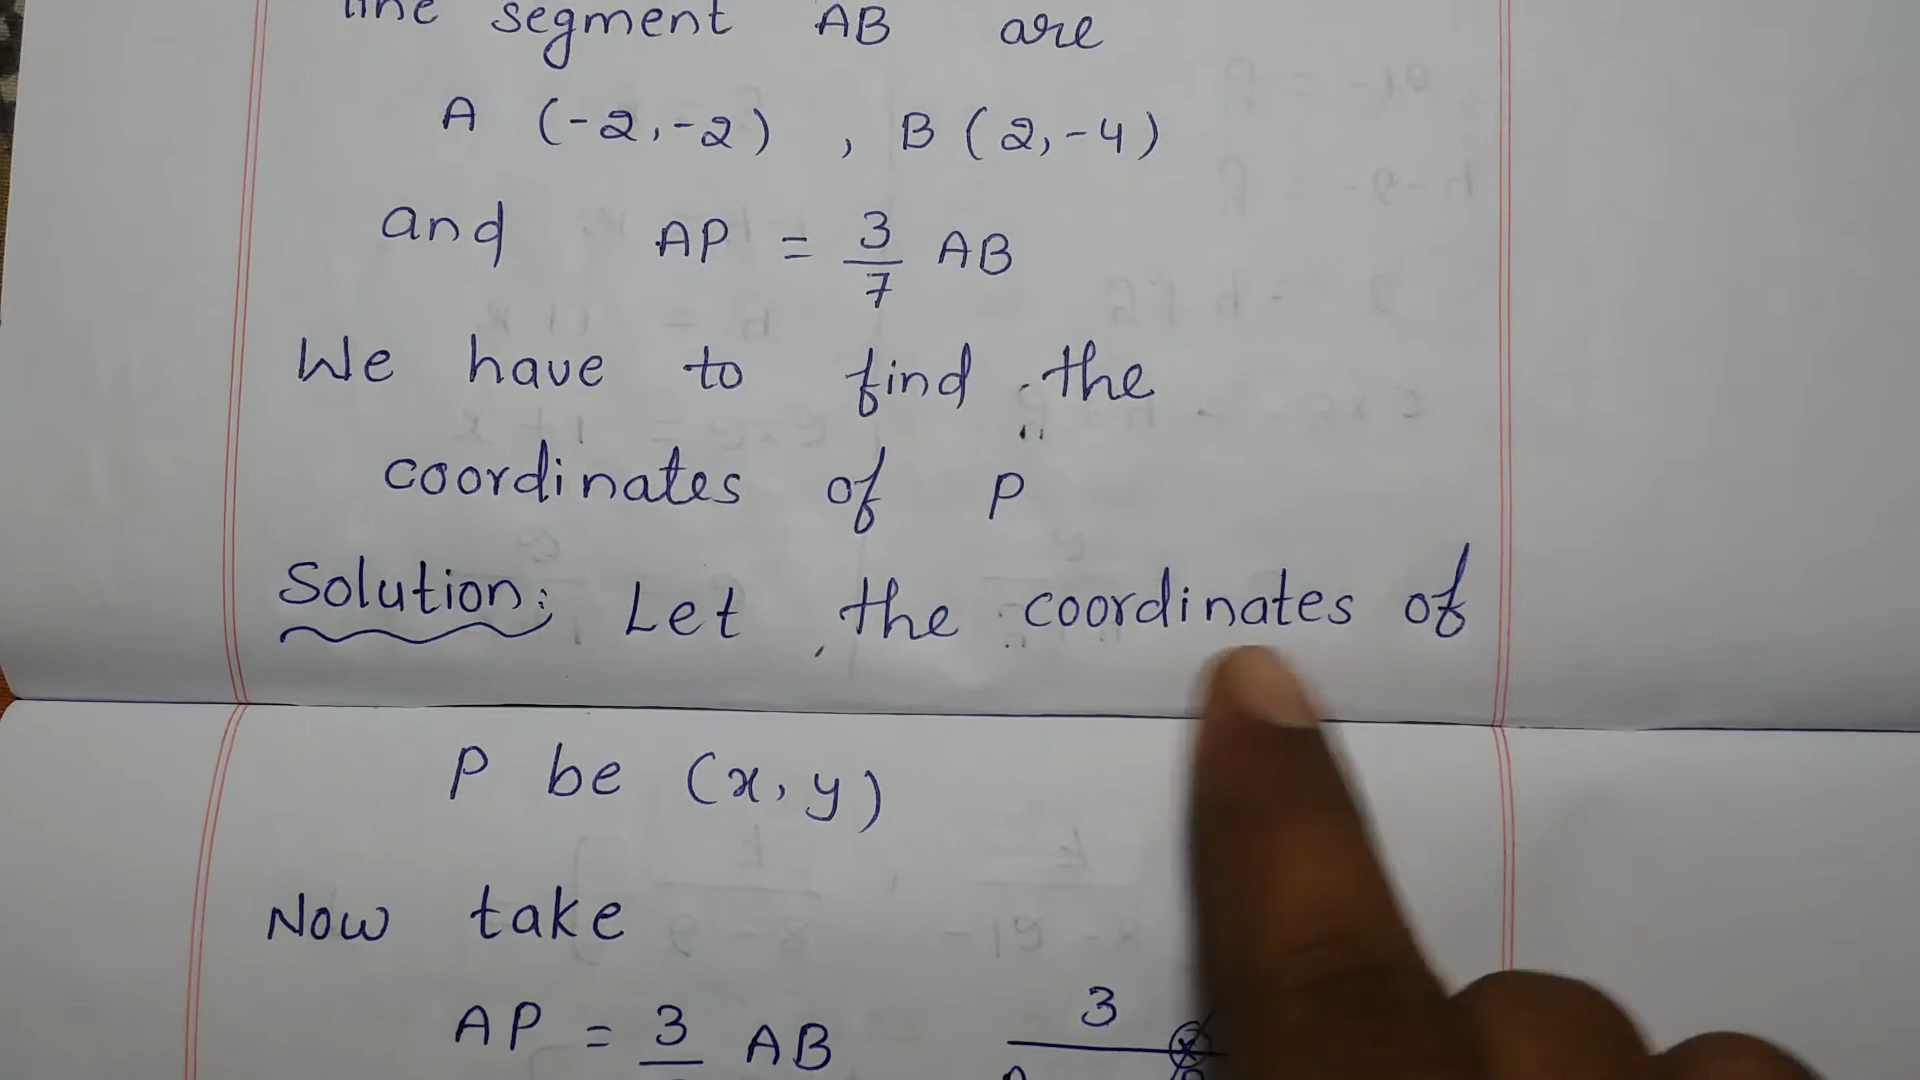 line segment AB are
A (-2,-2) , B (2,-4)
and AP = 3/7 AB
We have to find the
coordinates of P
Solution: Let the coordinates of
P be (x, y)
Now take
AP = 3 AB 3